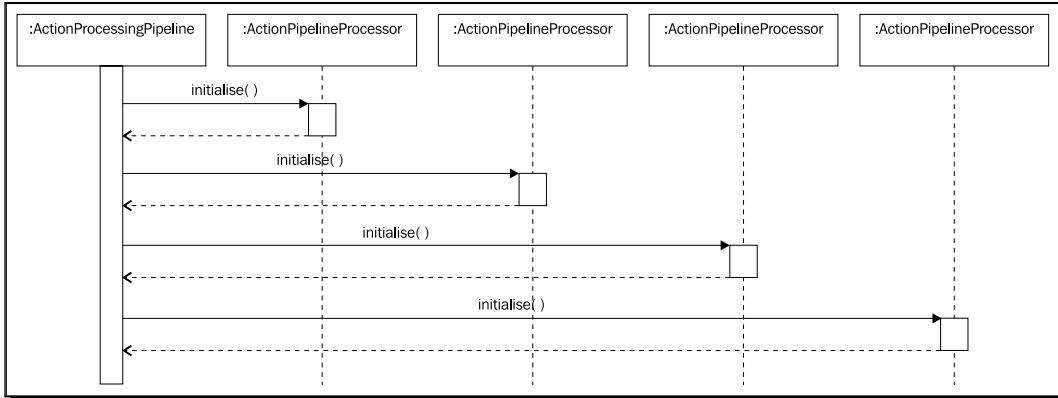 :ActionProcessingPipeline :ActionPipelineProcessor :ActionPipelineProcessor :ActionPipelineProcessor :ActionPipelineProcessor
initialise( )
initialise( )
initialise( )
initialise( )